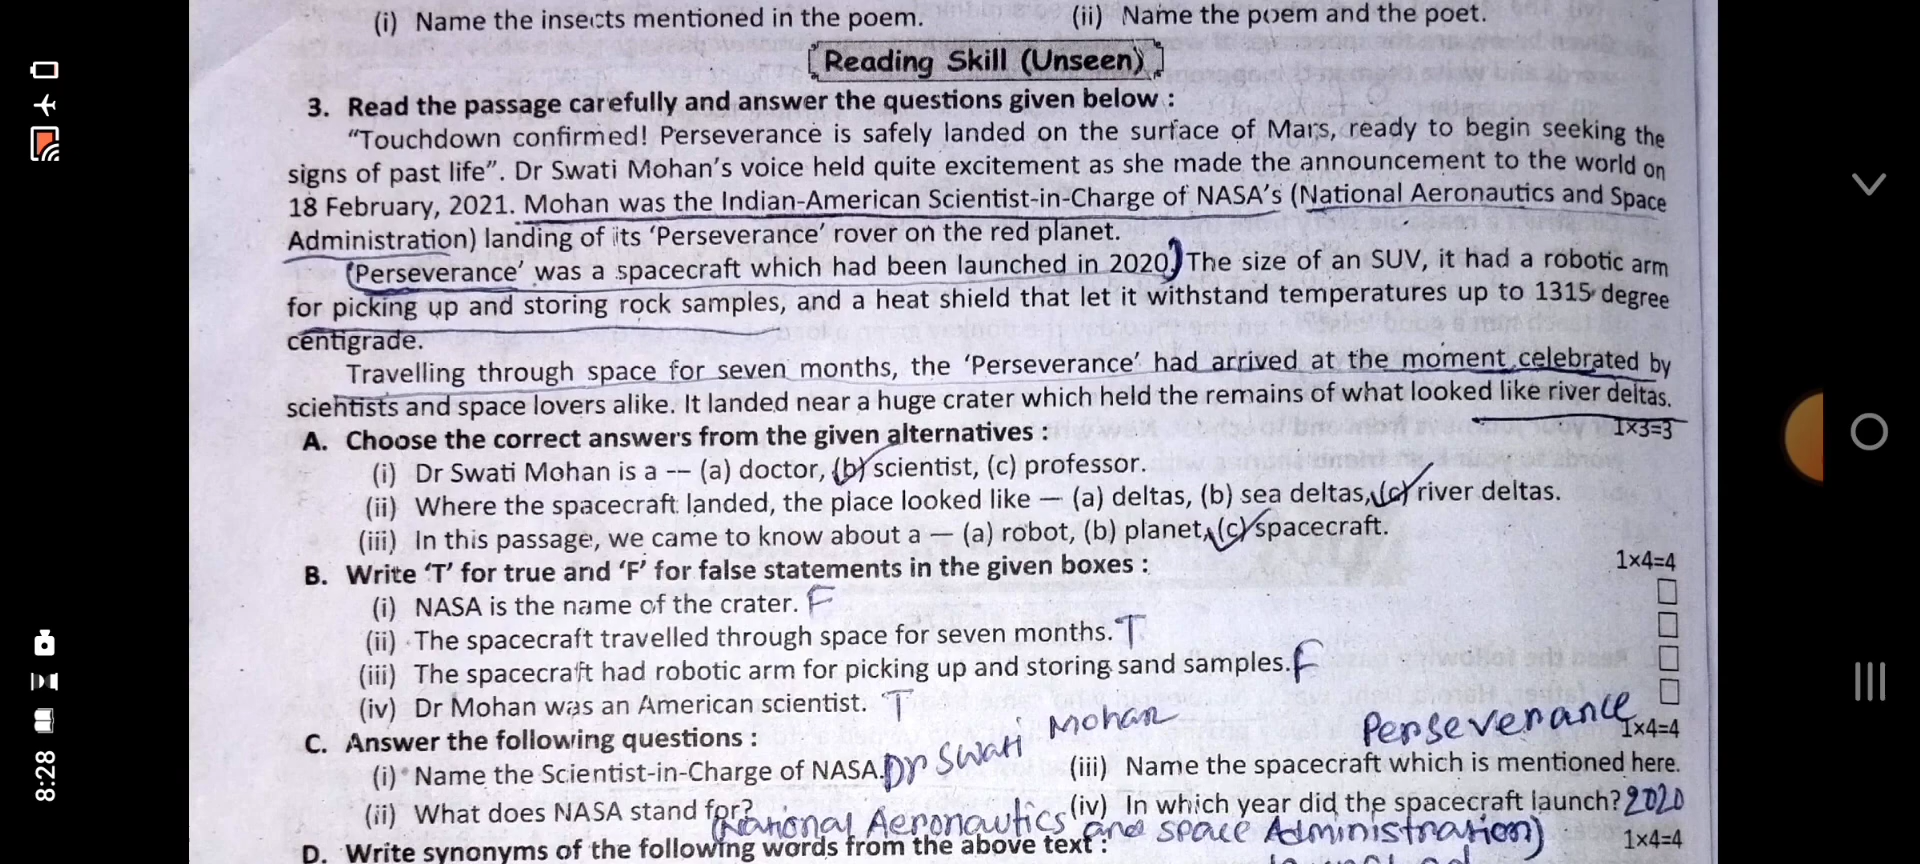 (i) Name the insects mentioned in the poem. (ii) Name the poem and the poet.
Reading Skill (Unseen)
3. Read the passage carefully and answer the questions given below :
“Touchdown confirmed! Perseverance is safely landed on the surface of Mars, ready to begin seeking the
signs of past life”. Dr Swati Mohan’s voice held quite excitement as she made the announcement to the world on
18 February, 2021. Mohan was the Indian-American Scientist-in-Charge of NASA’s (National Aeronautics and Space
Administration) landing of its ‘Perseverance’ rover on the red planet.
‘Perseverance’ was a spacecraft which had been launched in 2020. The size of an SUV, it had a robotic arm
for picking up and storing rock samples, and a heat shield that let it withstand temperatures up to 1315 degree
centigrade.
Travelling through space for seven months, the ‘Perseverance’ had arrived at the moment celebrated by
scientists and space lovers alike. It landed near a huge crater which held the remains of what looked like river deltas.
A. Choose the correct answers from the given alternatives : 1×3=3
(i) Dr Swati Mohan is a -- (a) doctor, (b) scientist, (c) professor.
(ii) Where the spacecraft landed, the place looked like — (a) deltas, (b) sea deltas, (c) river deltas.
(iii) In this passage, we came to know about a — (a) robot, (b) planet, (c) spacecraft.
B. Write ‘T’ for true and ‘F’ for false statements in the given boxes : 1×4=4
(i) NASA is the name of the crater. F
(ii) The spacecraft travelled through space for seven months. T
(iii) The spacecraft had robotic arm for picking up and storing sand samples. F
(iv) Dr Mohan was an American scientist. T
C. Answer the following questions : 1×4=4
(i) Name the Scientist-in-Charge of NASA. Dr Swati Mohan (iii) Name the spacecraft which is mentioned here. Perseverance
(ii) What does NASA stand for? (iv) In which year did the spacecraft launch? 2020
(National Aeronautics and space Administration)
D. Write synonyms of the following words from the above text : 1×4=4
8:28